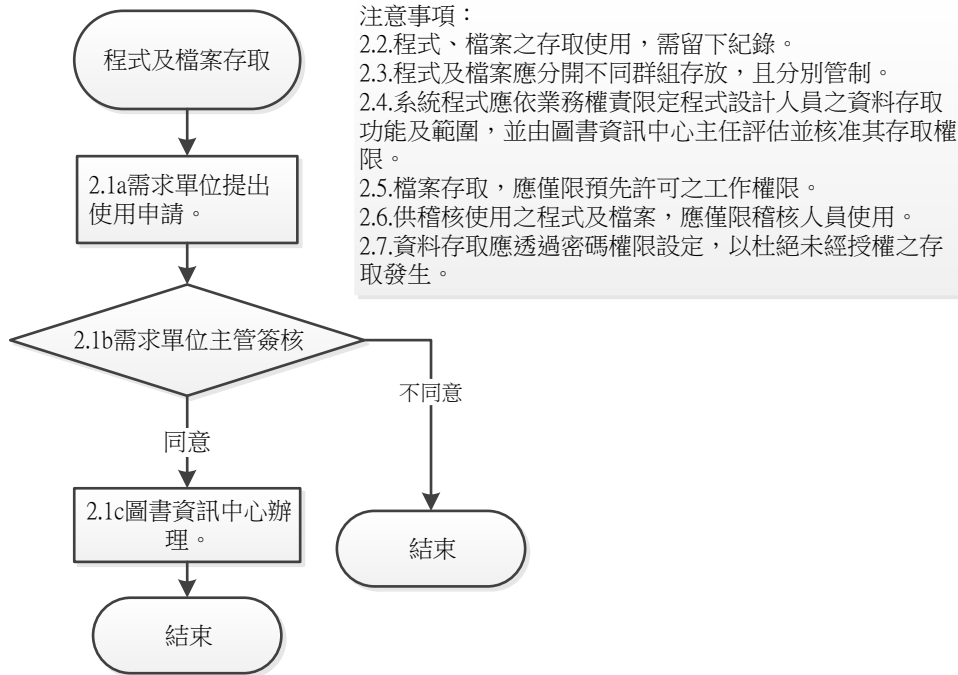 程式及檔案存取
2.1a需求單位提出
使用申請。
2.1b需求單位主管簽核
不同意
同意
2.1c圖書資訊中心辦
理。
結束
結束
注意事項：
2.2.程式、檔案之存取使用，需留下紀錄。
2.3.程式及檔案應分開不同群組存放，且分別管制。
2.4.系統程式應依業務權責限定程式設計人員之資料存取
功能及範圍，並由圖書資訊中心主任評估並核准其存取權
限。
2.5.檔案存取，應僅限預先許可之工作權限。
2.6.供稽核使用之程式及檔案，應僅限稽核人員使用。
2.7.資料存取應透過密碼權限設定，以杜絕未經授權之存
取發生。